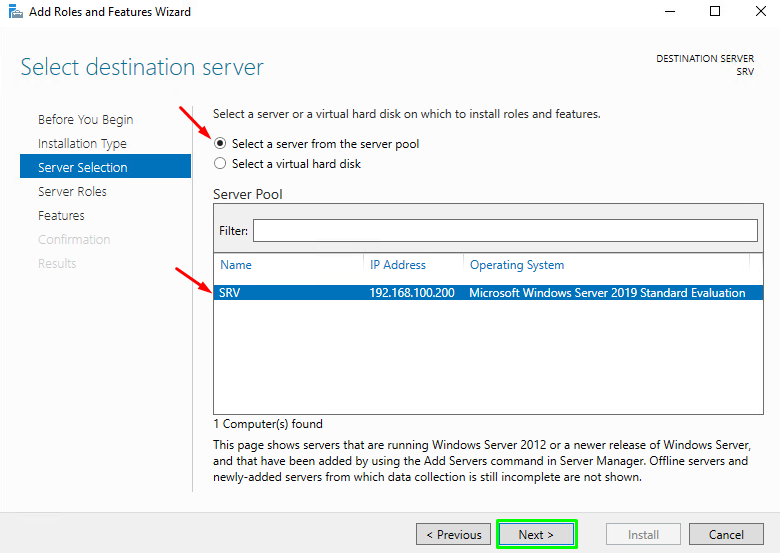 Add Roles and Features Wizard
Select destination server
DESTINATION SERVER
SRV
Before You Begin
Installation Type
Server Selection
Server Roles
Features
Confirmation
Results
Select a server or a virtual hard disk on which to install roles and features.
Select a server from the server pool
Select a virtual hard disk
Server Pool
Filter:
Name IP Address Operating System
SRV 192.168.100.200 Microsoft Windows Server 2019 Standard Evaluation
1 Computer(s) found
This page shows servers that are running Windows Server 2012 or a newer release of Windows Server,
and that have been added by using the Add Servers command in Server Manager. Offline servers and
newly-added servers from which data collection is still incomplete are not shown.
< Previous Next > Install Cancel